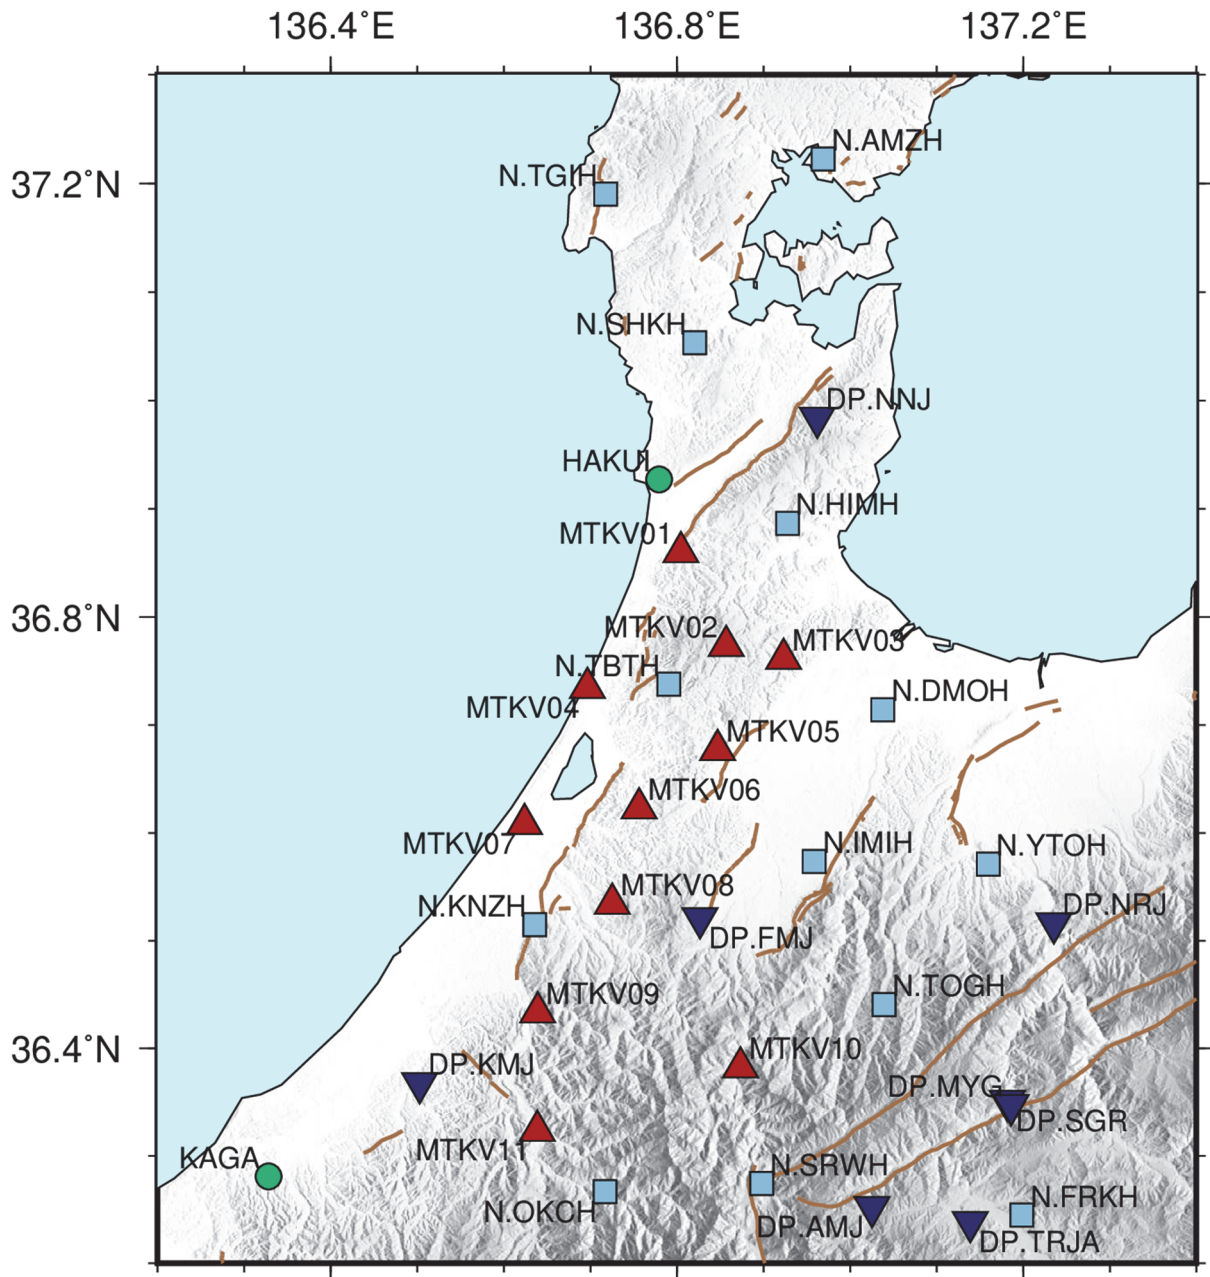 136.4˚E 136.8˚E 137.2˚E
N.AMZH
37.2˚N
N.TGIH
N.SHKH
DP.NNJ
HAKUI
N.HIMH
MTKV01
36.8˚N
MTKV02
MTKV03
N.TBTH
N.DMOH
MTKV04
MTKV05
MTKV06
MTKV07
N.IMIH
N.YTOH
MTKV08
N.KNZH
DP.NRJ
DP.FMJ
N.TOGH
MTKV09
36.4˚N
MTKV10
DP.KMJ
DP.MYG
DP.SGR
MTKV11
KAGA
N.SRWH
N.FRKH
N.OKCH
DP.AMJ
DP.TRJA